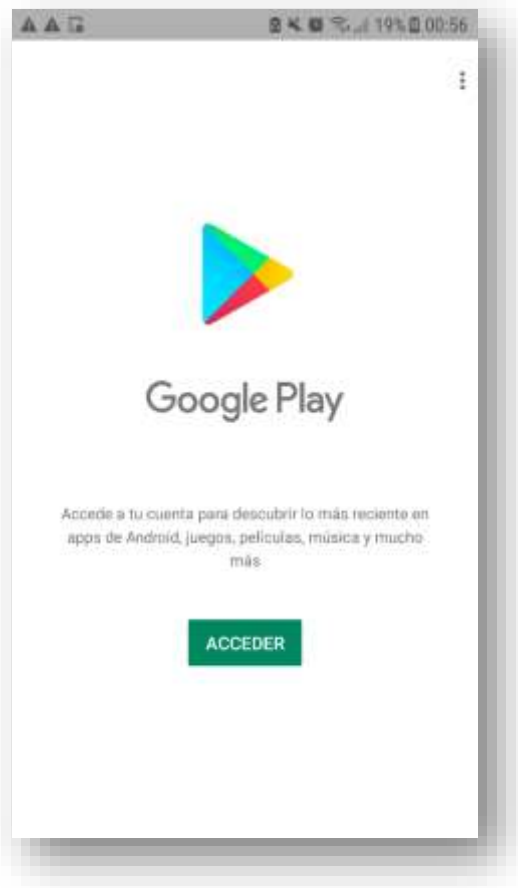 19% 00:56
Google Play
Accede a tu cuenta para descubrir lo más reciente en
apps de Android, juegos, películas, música y mucho
más
ACCEDER